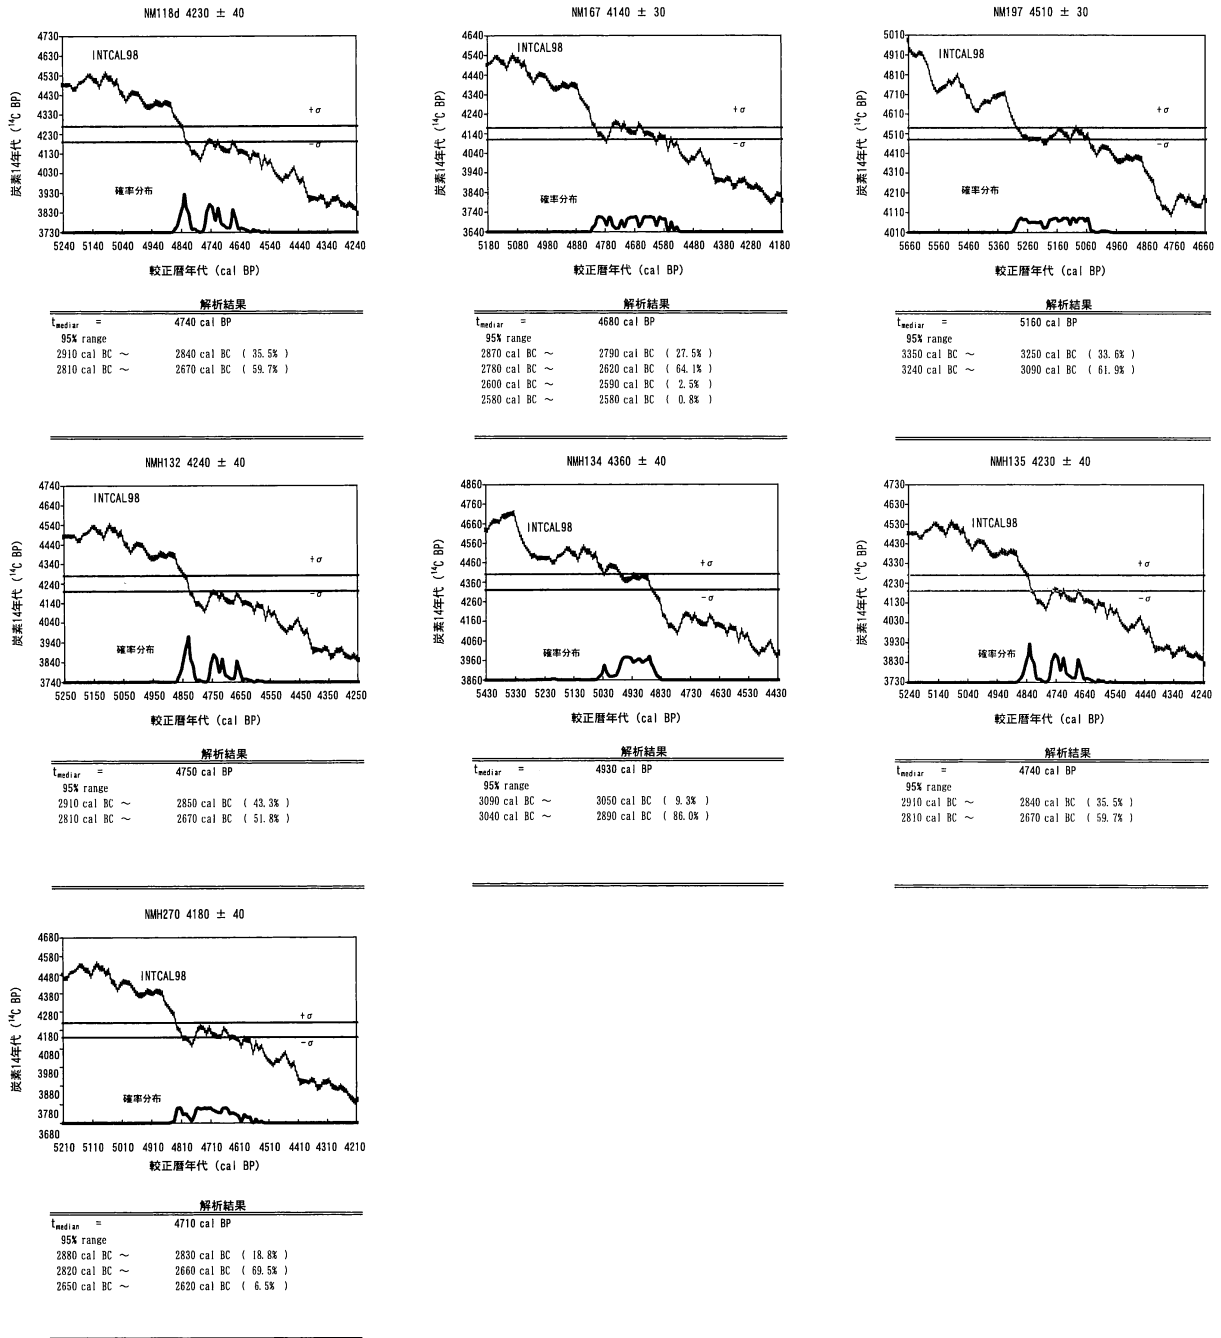 NM118d 4230 ± 40
4730
4630
4530
4430
4330
4230
4130
4030
3930
3830
3730
炭素14年代 (¹⁴C BP)
INTCAL98
+σ
-σ
確率分布
5240 5140 5040 4940 4840 4740 4640 4540 4440 4340 4240
較正暦年代 (cal BP)
解析結果
tmediar = 4740 cal BP
95% range
2910 cal BC ~ 2840 cal BC ( 35.5% )
2810 cal BC ~ 2670 cal BC ( 59.7% )
NM167 4140 ± 30
4640
4540
4440
4340
4240
4140
4040
3940
3840
3740
3640
炭素14年代 (¹⁴C BP)
INTCAL98
+σ
-σ
確率分布
5180 5080 4980 4880 4780 4680 4580 4480 4380 4280 4180
較正暦年代 (cal BP)
解析結果
tmediar = 4680 cal BP
95% range
2870 cal BC ~ 2790 cal BC ( 27.5% )
2780 cal BC ~ 2620 cal BC ( 64.1% )
2600 cal BC ~ 2590 cal BC ( 2.5% )
2580 cal BC ~ 2580 cal BC ( 0.8% )
NM197 4510 ± 30
5010
4910
4810
4710
4610
4510
4410
4310
4210
4110
4010
炭素14年代 (¹⁴C BP)
INTCAL98
+σ
-σ
確率分布
5660 5560 5460 5360 5260 5160 5060 4960 4860 4760 4660
較正暦年代 (cal BP)
解析結果
tmediar = 5160 cal BP
95% range
3350 cal BC ~ 3250 cal BC ( 33.6% )
3240 cal BC ~ 3090 cal BC ( 61.9% )
NMH132 4240 ± 40
4740
4640
4540
4440
4340
4240
4140
4040
3940
3840
3740
炭素14年代 (¹⁴C BP)
INTCAL98
+σ
-σ
確率分布
5250 5150 5050 4950 4850 4750 4650 4550 4450 4350 4250
較正暦年代 (cal BP)
解析結果
tmediar = 4750 cal BP
95% range
2910 cal BC ~ 2850 cal BC ( 43.3% )
2810 cal BC ~ 2670 cal BC ( 51.8% )
NMH134 4360 ± 40
4860
4760
4660
4560
4460
4360
4260
4160
4060
3960
3860
炭素14年代 (¹⁴C BP)
INTCAL98
+σ
-σ
確率分布
5430 5330 5230 5130 5030 4930 4830 4730 4630 4530 4430
較正暦年代 (cal BP)
解析結果
tmediar = 4930 cal BP
95% range
3090 cal BC ~ 3050 cal BC ( 9.3% )
3040 cal BC ~ 2890 cal BC ( 86.0% )
NMH135 4230 ± 40
4730
4630
4530
4430
4330
4230
4130
4030
3930
3830
3730
炭素14年代 (¹⁴C BP)
INTCAL98
+σ
-σ
確率分布
5240 5140 5040 4940 4840 4740 4640 4540 4440 4340 4240
較正暦年代 (cal BP)
解析結果
tmediar = 4740 cal BP
95% range
2910 cal BC ~ 2840 cal BC ( 35.5% )
2810 cal BC ~ 2670 cal BC ( 59.7% )
NMH270 4180 ± 40
4680
4580
4480
4380
4280
4180
4080
3980
3880
3780
3680
炭素14年代 (¹⁴C BP)
INTCAL98
+σ
-σ
確率分布
5210 5110 5010 4910 4810 4710 4610 4510 4410 4310 4210
較正暦年代 (cal BP)
解析結果
tmedian = 4710 cal BP
95% range
2880 cal BC ~ 2830 cal BC ( 18.8% )
2820 cal BC ~ 2660 cal BC ( 69.5% )
2650 cal BC ~ 2620 cal BC ( 6.5% )